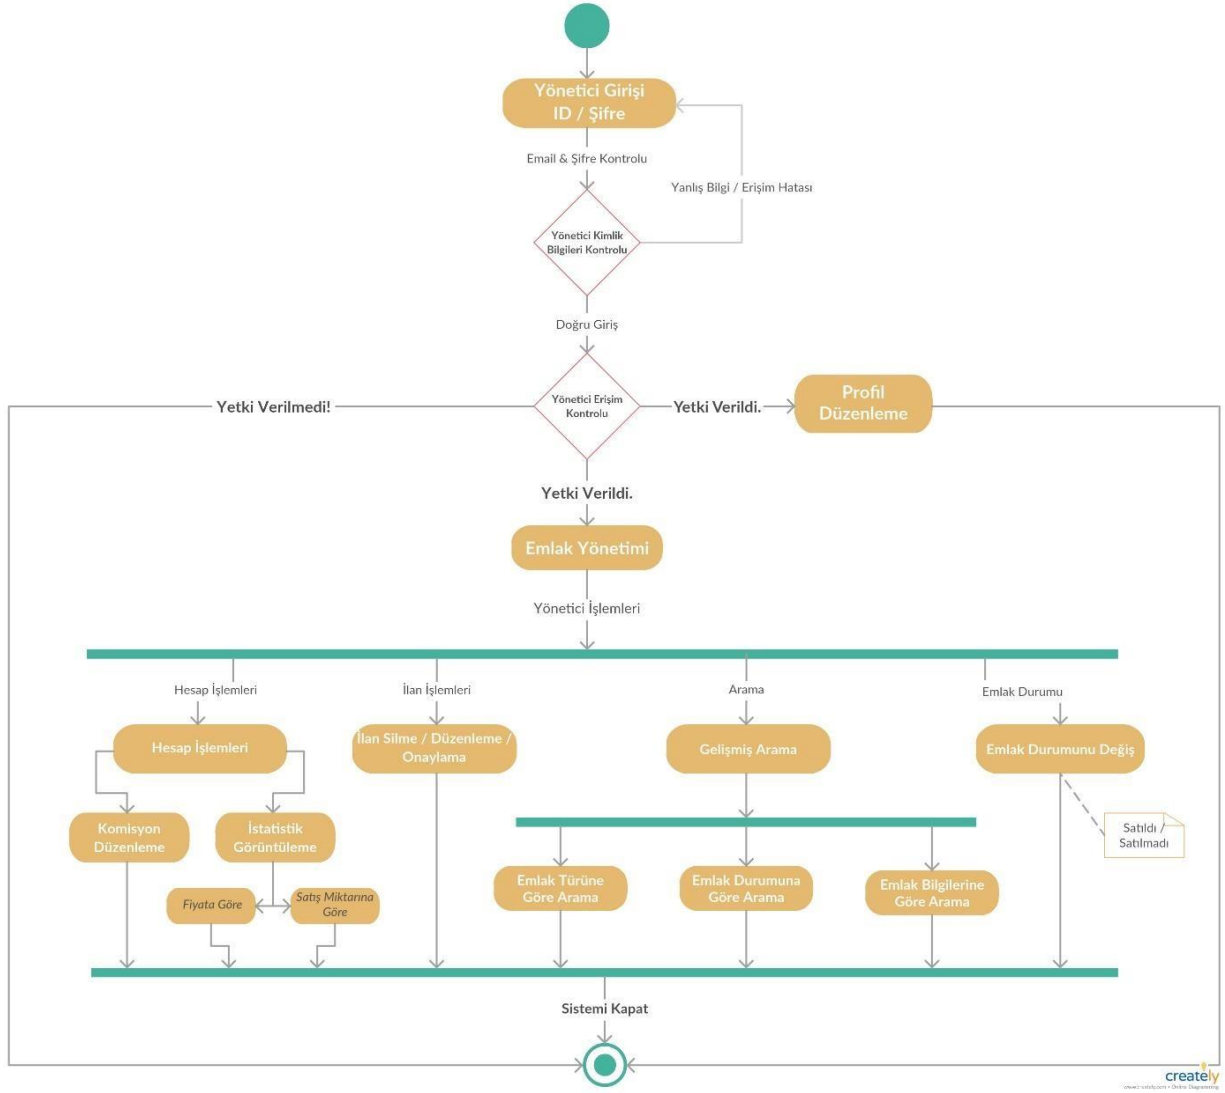 Yönetici Girişi
ID / Şifre
Email & Şifre Kontrolu
Yanlış Bilgi / Erişim Hatası
Yönetici Kimlik
Bilgileri Kontrolu
Doğru Giriş
Yetki Verilmedi!
Yönetici Erişim
Kontrolu
Yetki Verildi.
Profil
Düzenleme
Yetki Verildi.
Emlak Yönetimi
Yönetici İşlemleri
Hesap İşlemleri
İlan İşlemleri
Arama
Emlak Durumu
Hesap İşlemleri
İlan Silme / Düzenleme /
Onaylama
Gelişmiş Arama
Emlak Durumunu Değiş
Komisyon
Düzenleme
İstatistik
Görüntüleme
Satıldı /
Satılmadı
Emlak Türüne
Göre Arama
Emlak Durumuna
Göre Arama
Emlak Bilgilerine
Göre Arama
Fiyata Göre
Satış Miktarına
Göre
Sistemi Kapat
creately
Online Diagramming